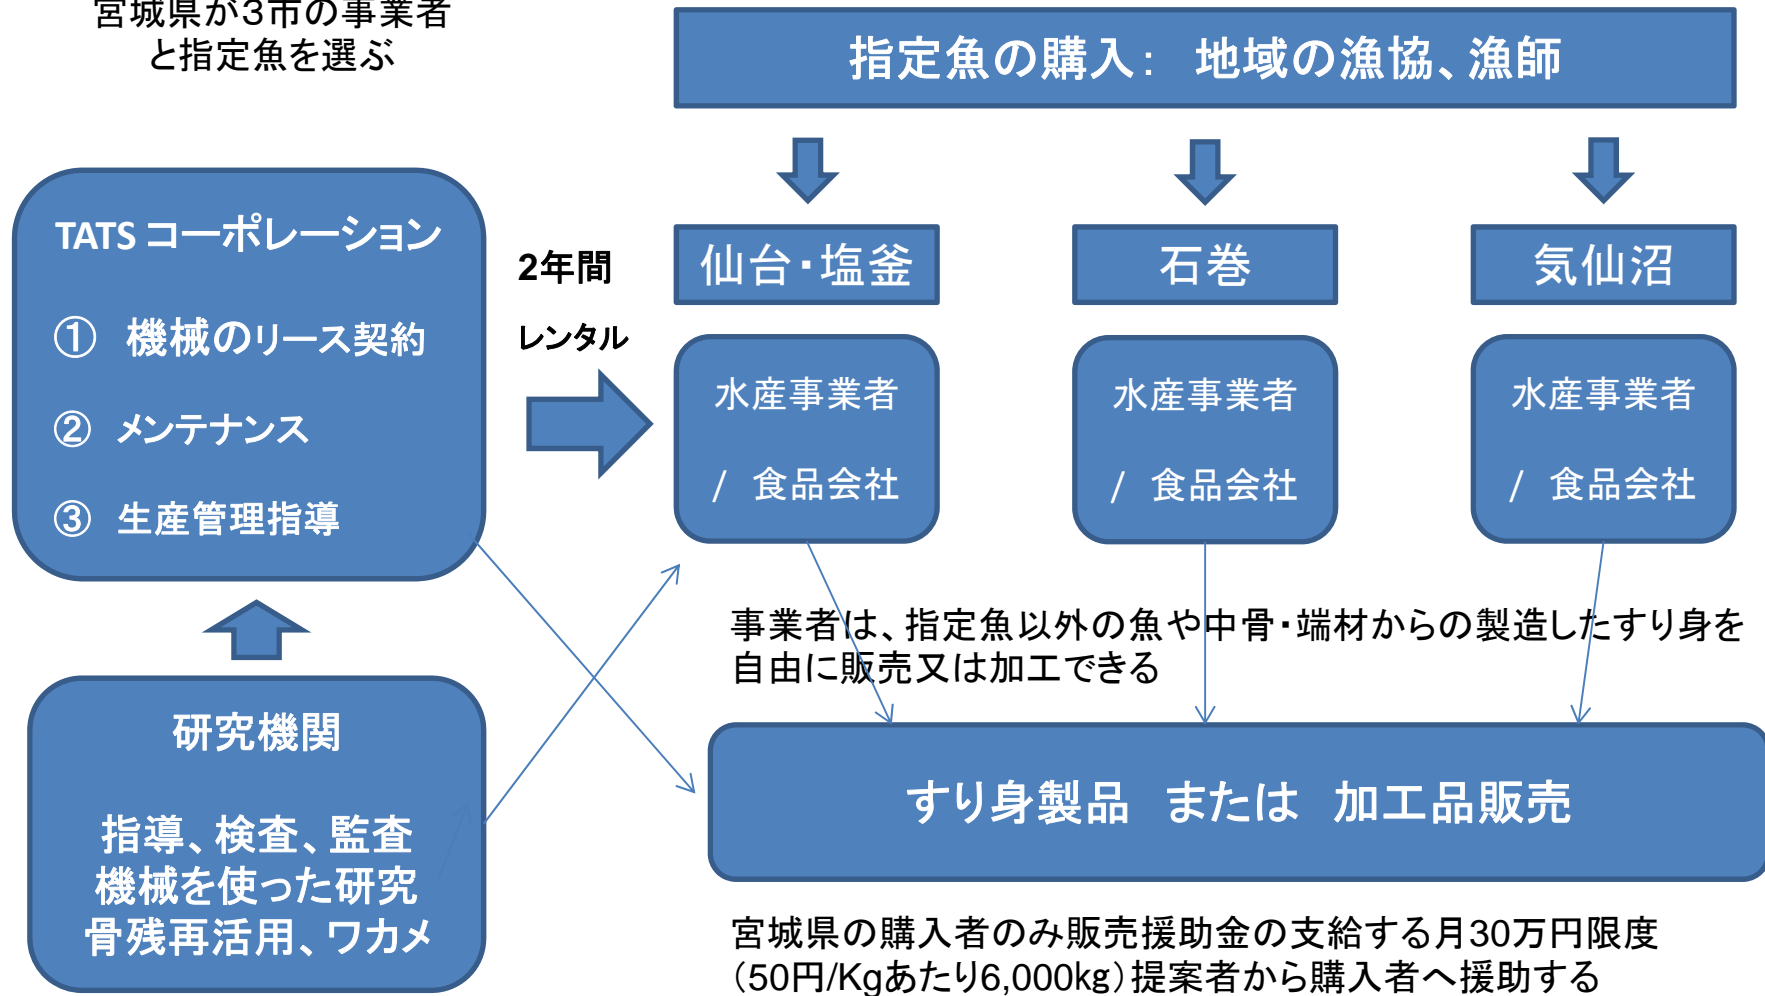 宮城県が3市の事業者
と指定魚を選ぶ
指定魚の購入： 地域の漁協、漁師
TATS コーポレーション
① 機械のリース契約
② メンテナンス
③ 生産管理指導
2年間
レンタル
仙台・塩釜
石巻
気仙沼
水産事業者
/ 食品会社
水産事業者
/ 食品会社
水産事業者
/ 食品会社
事業者は、指定魚以外の魚や中骨・端材からの製造したすり身を
自由に販売又は加工できる
研究機関
指導、検査、監査
機械を使った研究
骨残再活用、ワカメ
すり身製品 または 加工品販売
宮城県の購入者のみ販売援助金の支給する月30万円限度
（50円/Kgあたり6,000㎏）提案者から購入者へ援助する